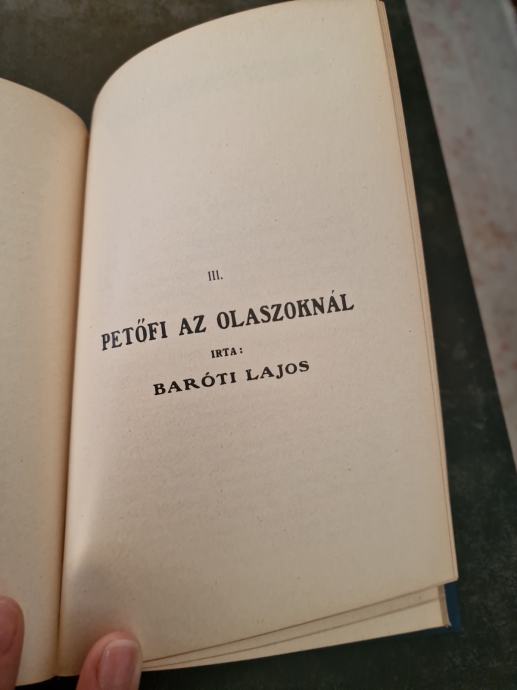 III.
PETŐFI AZ OLASZOKNÁL
IRTA:
BARÓTI LAJOS